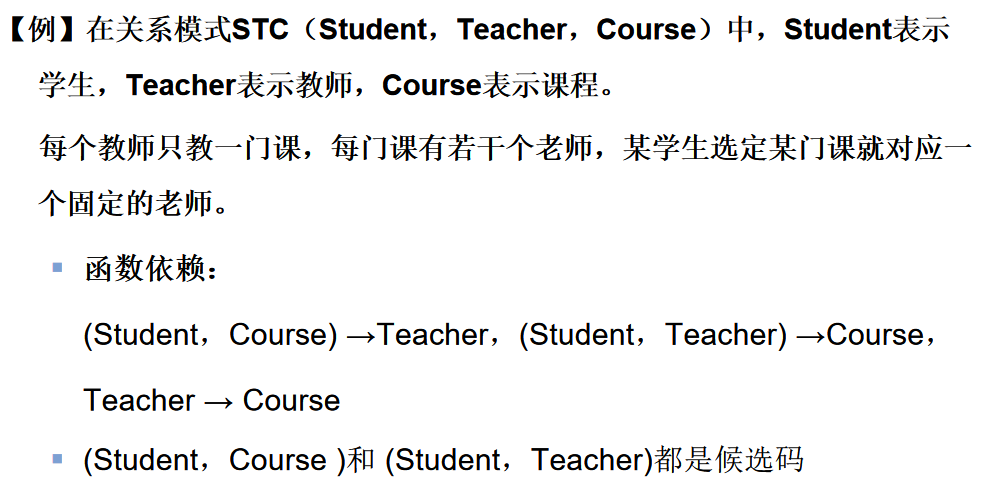 【例】在关系模式STC（Student，Teacher，Course）中，Student表示
学生，Teacher表示教师，Course表示课程。
每个教师只教一门课，每门课有若干个老师，某学生选定某门课就对应一
个固定的老师。
▪ 函数依赖：
(Student，Course) →Teacher，(Student，Teacher) →Course，
Teacher → Course
▪ (Student，Course )和 (Student，Teacher)都是候选码